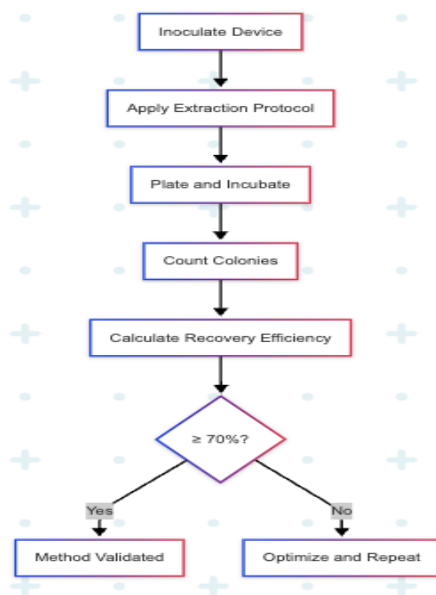 Inoculate Device
Apply Extraction Protocol
Plate and Incubate
Count Colonies
Calculate Recovery Efficiency
≥ 70%?
Yes
No
Method Validated
Optimize and Repeat